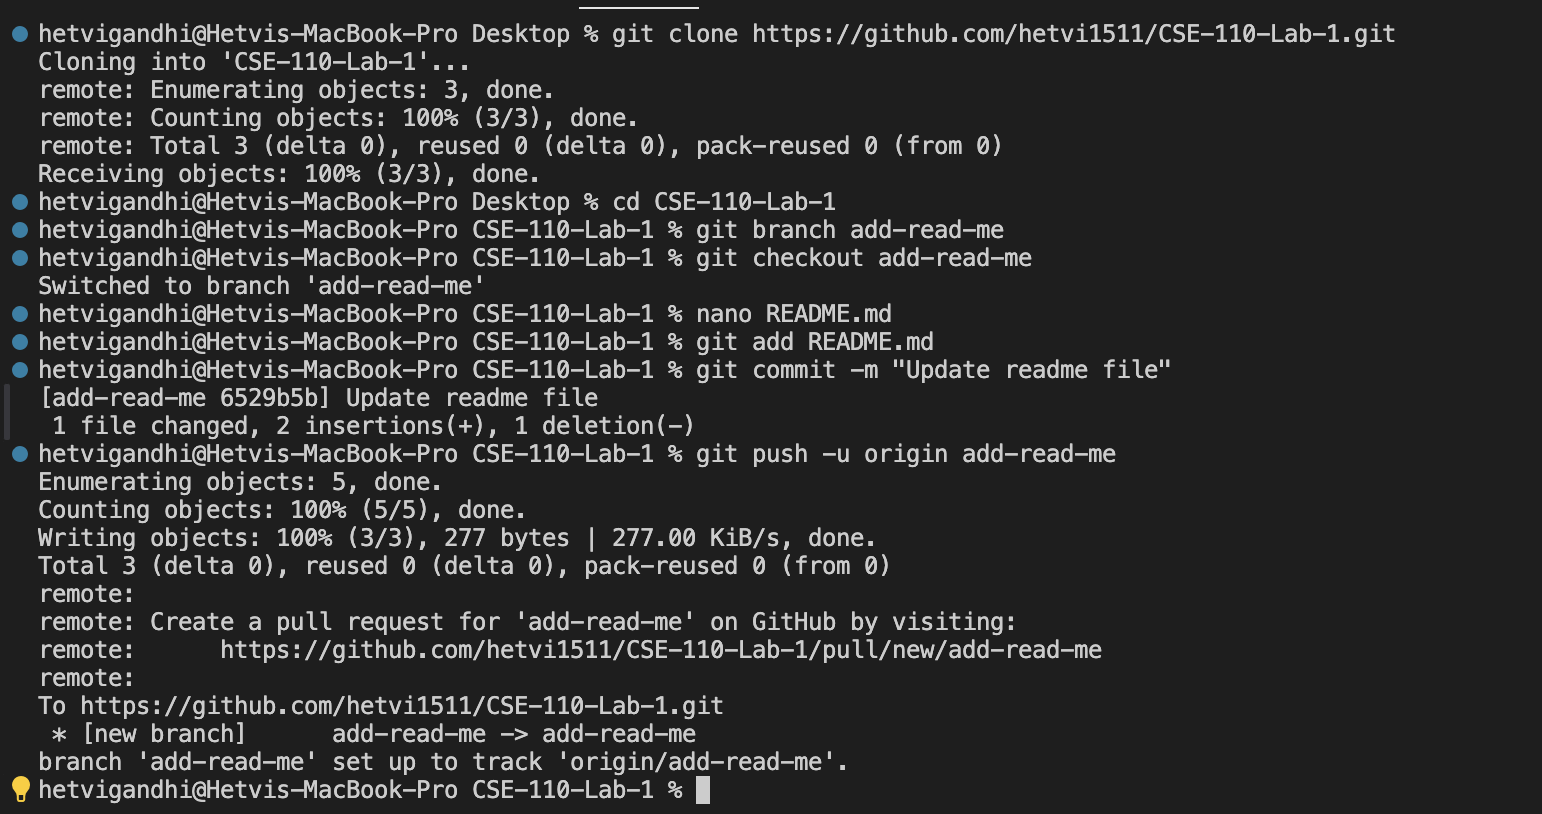 hetvigandhi@Hetvis-MacBook-Pro Desktop % git clone https://github.com/hetvi1511/CSE-110-Lab-1.git
Cloning into 'CSE-110-Lab-1'...
remote: Enumerating objects: 3, done.
remote: Counting objects: 100% (3/3), done.
remote: Total 3 (delta 0), reused 0 (delta 0), pack-reused 0 (from 0)
Receiving objects: 100% (3/3), done.
hetvigandhi@Hetvis-MacBook-Pro Desktop % cd CSE-110-Lab-1
hetvigandhi@Hetvis-MacBook-Pro CSE-110-Lab-1 % git branch add-read-me
hetvigandhi@Hetvis-MacBook-Pro CSE-110-Lab-1 % git checkout add-read-me
Switched to branch 'add-read-me'
hetvigandhi@Hetvis-MacBook-Pro CSE-110-Lab-1 % nano README.md
hetvigandhi@Hetvis-MacBook-Pro CSE-110-Lab-1 % git add README.md
hetvigandhi@Hetvis-MacBook-Pro CSE-110-Lab-1 % git commit -m "Update readme file"
[add-read-me 6529b5b] Update readme file
 1 file changed, 2 insertions(+), 1 deletion(-)
hetvigandhi@Hetvis-MacBook-Pro CSE-110-Lab-1 % git push -u origin add-read-me
Enumerating objects: 5, done.
Counting objects: 100% (5/5), done.
Writing objects: 100% (3/3), 277 bytes | 277.00 KiB/s, done.
Total 3 (delta 0), reused 0 (delta 0), pack-reused 0 (from 0)
remote:
remote: Create a pull request for 'add-read-me' on GitHub by visiting:
remote:      https://github.com/hetvi1511/CSE-110-Lab-1/pull/new/add-read-me
remote:
To https://github.com/hetvi1511/CSE-110-Lab-1.git
 * [new branch]      add-read-me -> add-read-me
branch 'add-read-me' set up to track 'origin/add-read-me'.
hetvigandhi@Hetvis-MacBook-Pro CSE-110-Lab-1 %